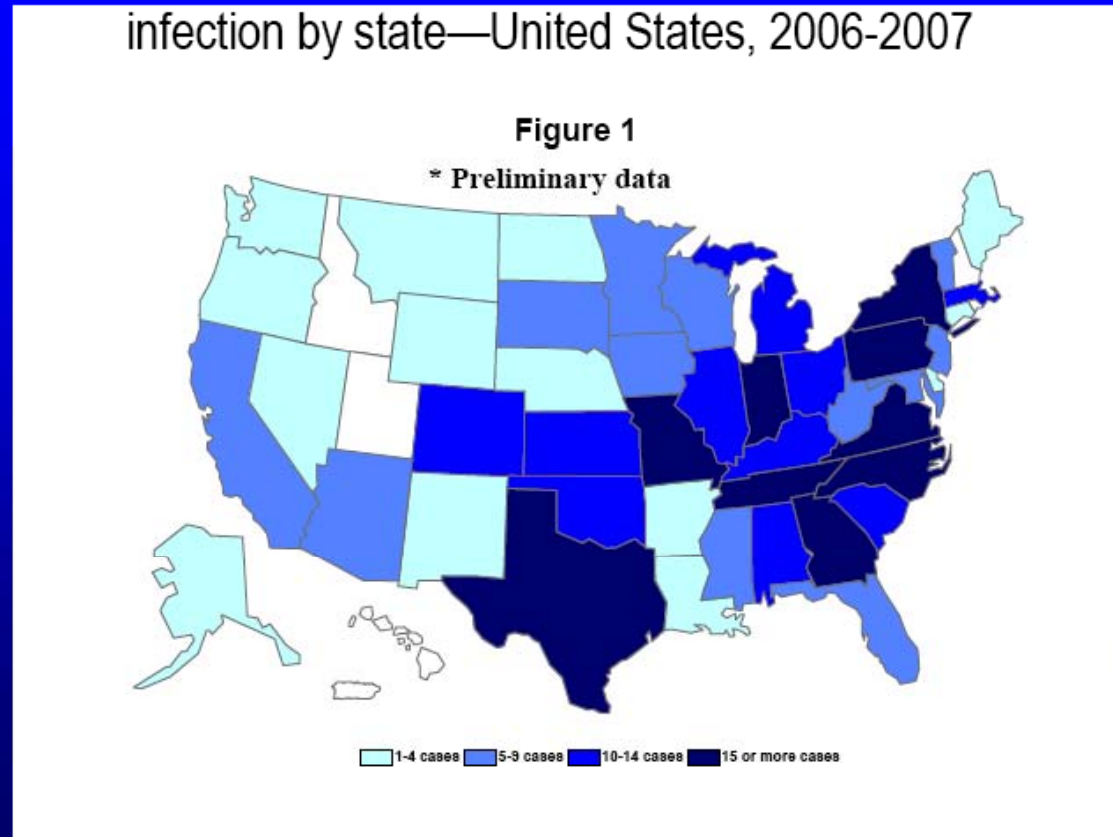 infection by state—United States, 2006-2007
Figure 1
* Preliminary data
1-4 cases 5-9 cases 10-14 cases 15 or more cases